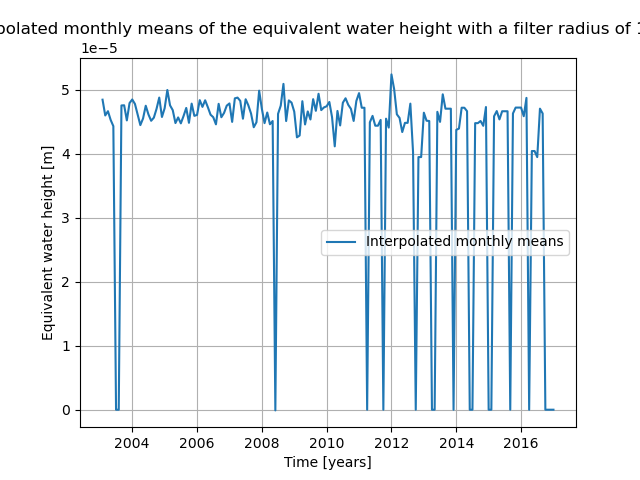 polated monthly means of the equivalent water height with a filter radius of
1e−5
5
4
3
2
1
0
Equivalent water height [m]
Interpolated monthly means
2004 2006 2008 2010 2012 2014 2016
Time [years]